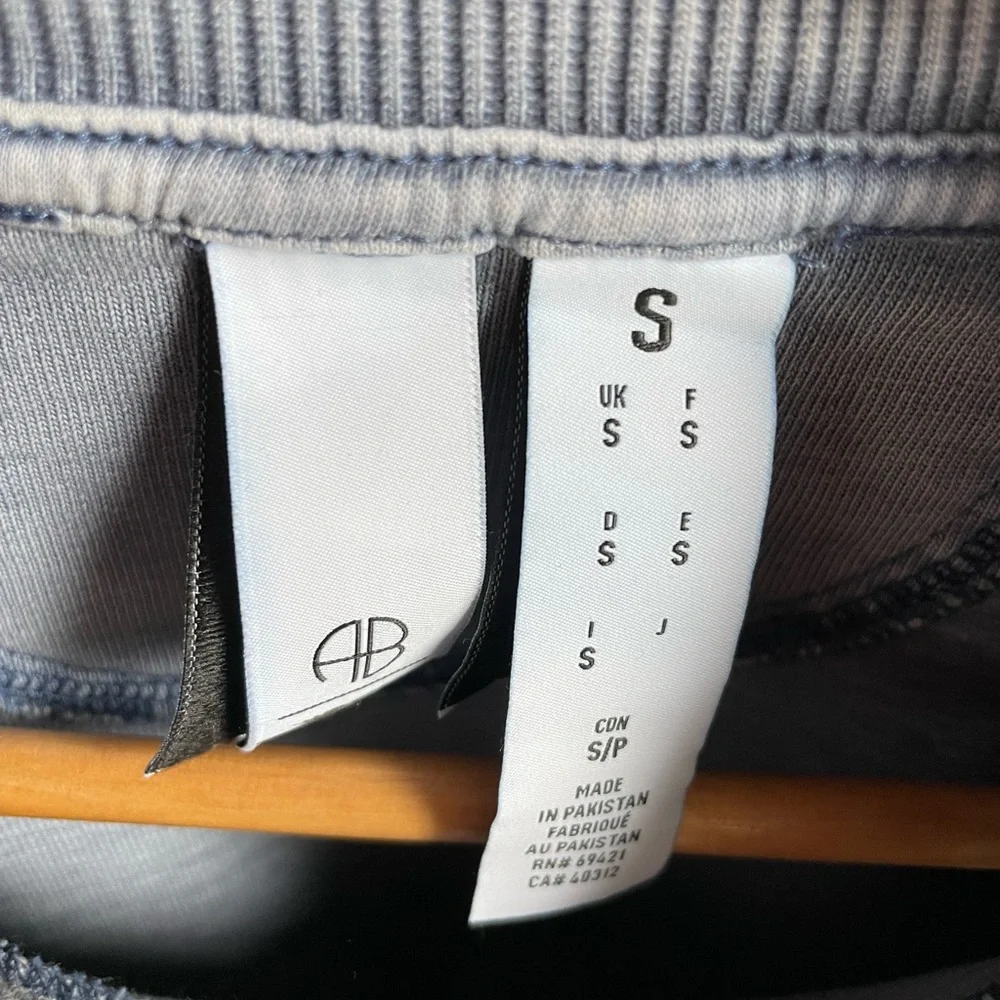 AB
S
UK F
S S
D E
S S
I J
S
CDN
S/P
MADE
IN PAKISTAN
FABRIQUÉ
AU PAKISTAN
RN# 69421
CA# 40312